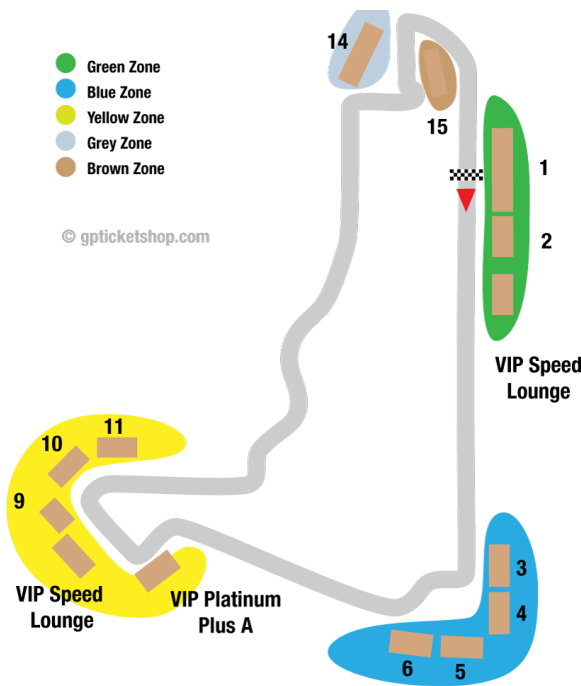 14
Green Zone
Blue Zone
Yellow Zone
Grey Zone
Brown Zone
15
1
© gpticketshop.com
2
VIP Speed
Lounge
11
10
9
3
VIP Speed
Lounge
VIP Platinum
Plus A
4
6
5